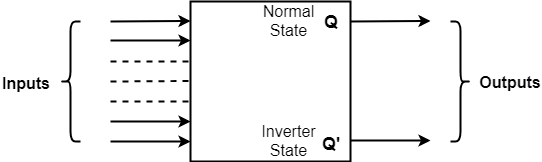 Normal
State Q
Inputs
Outputs
Inverter
State Q'